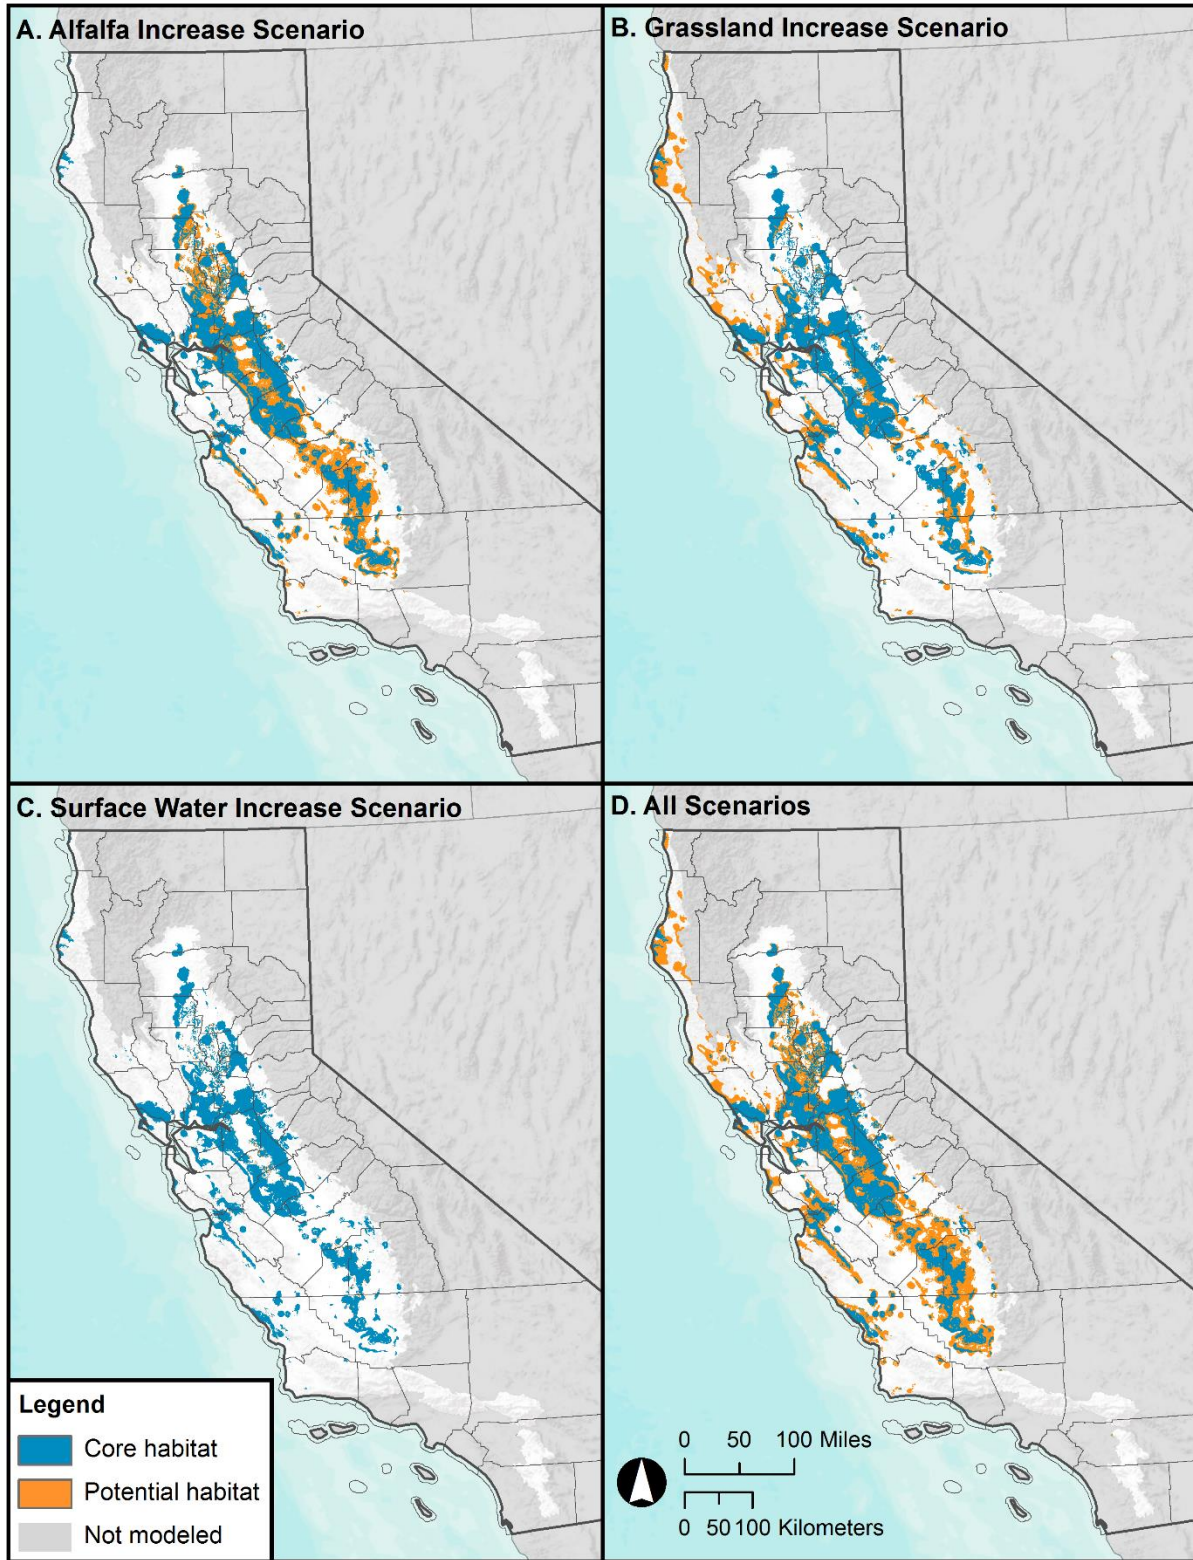 A. Alfalfa Increase Scenario
B. Grassland Increase Scenario
C. Surface Water Increase Scenario
D. All Scenarios
Legend
Core habitat
Potential habitat
Not modeled
0 50 100 Miles
0 50 100 Kilometers